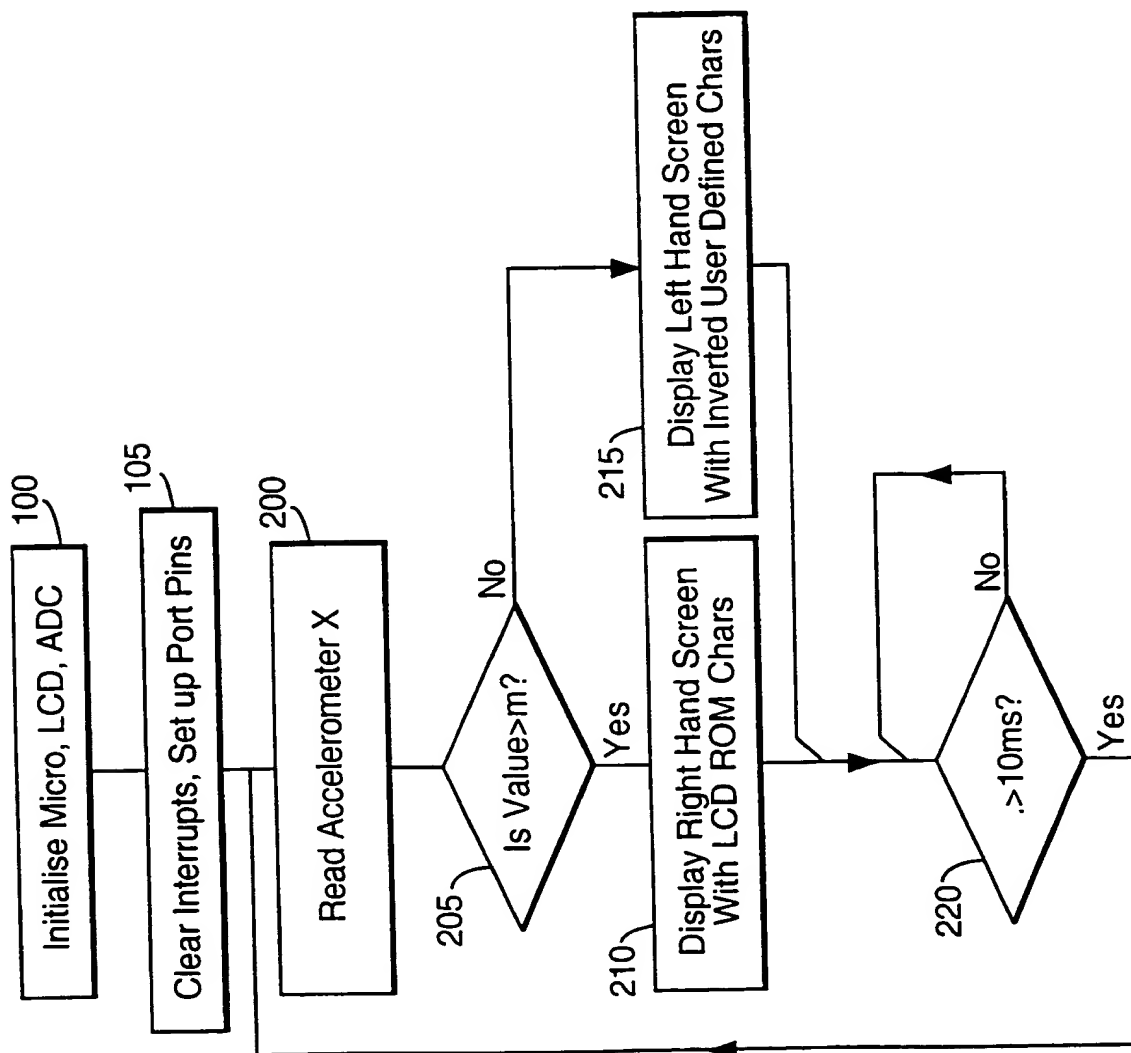 100
Initialise Micro, LCD, ADC
105
Clear Interrupts, Set up Port Pins
200
Read Accelerometer X
205
Is Value>m?
No
Yes
210
Display Right Hand Screen
With LCD ROM Chars
215
Display Left Hand Screen
With Inverted User Defined Chars
220
.>10ms?
No
Yes